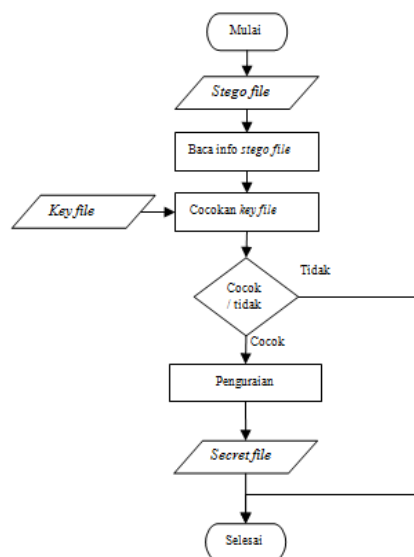 Mulai
Stego file
Baca info stego file
Key file
Cocokan key file
Tidak
Cocok
/ tidak
Cocok
Penguraian
Secret file
Selesai